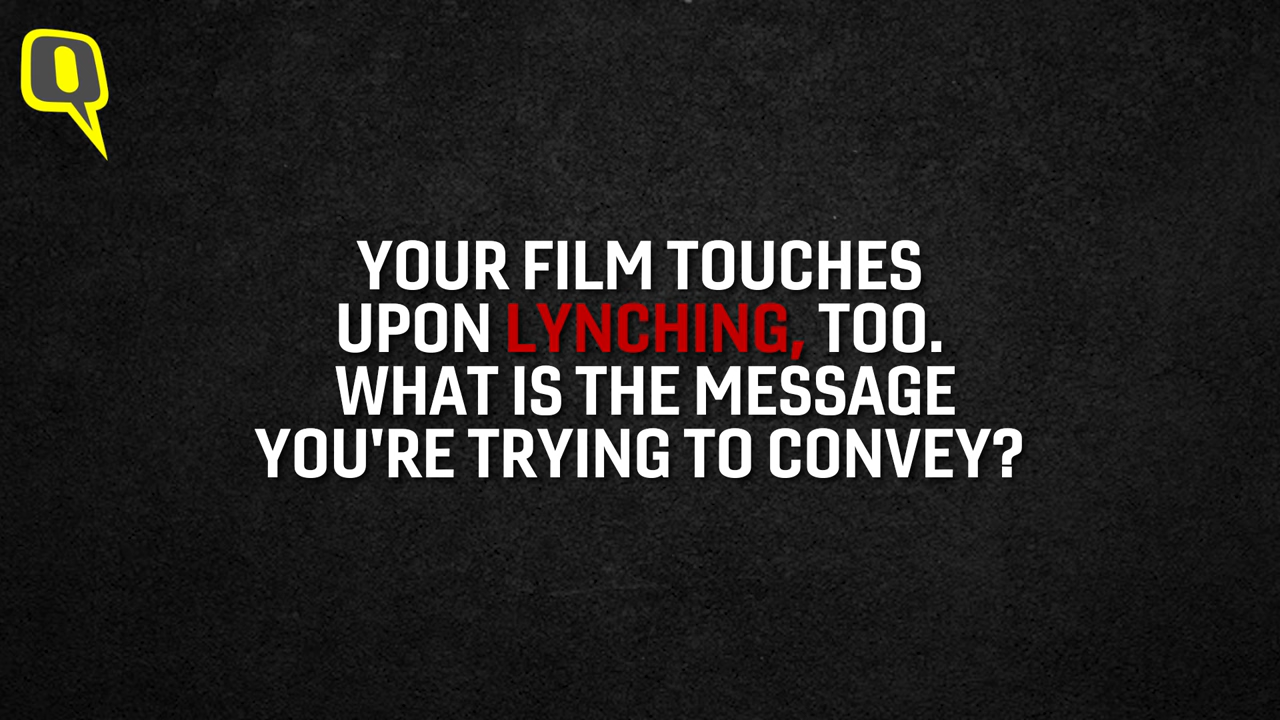 YOUR FILM TOUCHES
UPON LYNCHING, TOO.
WHAT IS THE MESSAGE
YOU'RE TRYING TO CONVEY?